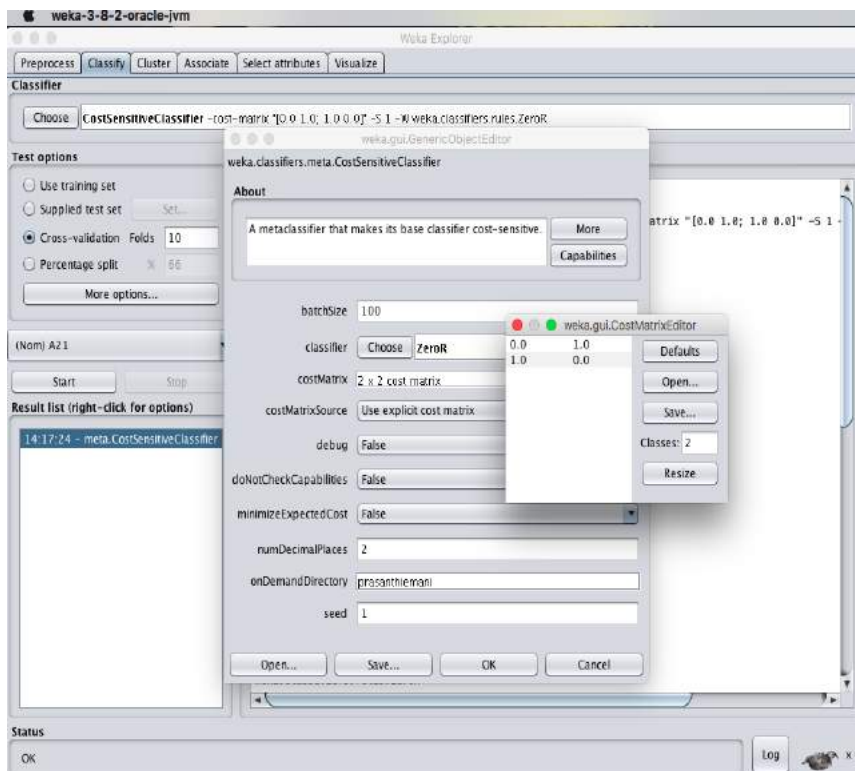 weka-3-8-2-oracle-jvm
Weka Explorer
Preprocess Classify Cluster Associate Select attributes Visualize
Classifier
Choose CostSensitiveClassifier -cost-matrix "[0.0 1.0; 1.0 0.0]" -S 1 -W weka.classifiers.rules.ZeroR
weka.gui.GenericObjectEditor
Test options
weka.classifiers.meta.CostSensitiveClassifier
Use training set
About
Supplied test set Set...
A metaclassifier that makes its base classifier cost-sensitive. More
atrix "[0.0 1.0; 1.0 0.0]" -S 1 -
Cross-validation Folds 10
Capabilities
Percentage split % 66
More options...
batchSize 100
weka.gui.CostMatrixEditor
(Nom) A21
classifier Choose ZeroR
0.0 1.0
1.0 0.0
Defaults
Start Stop
costMatrix 2 x 2 cost matrix
Open...
Result list (right-click for options)
costMatrixSource Use explicit cost matrix
Save...
14:17:24 - meta.CostSensitiveClassifier
debug False
Classes: 2
doNotCheckCapabilities False
Resize
minimizeExpectedCost False
numDecimalPlaces 2
onDemandDirectory prasanthiemani
seed 1
Open... Save... OK Cancel
Status
OK
Log
x